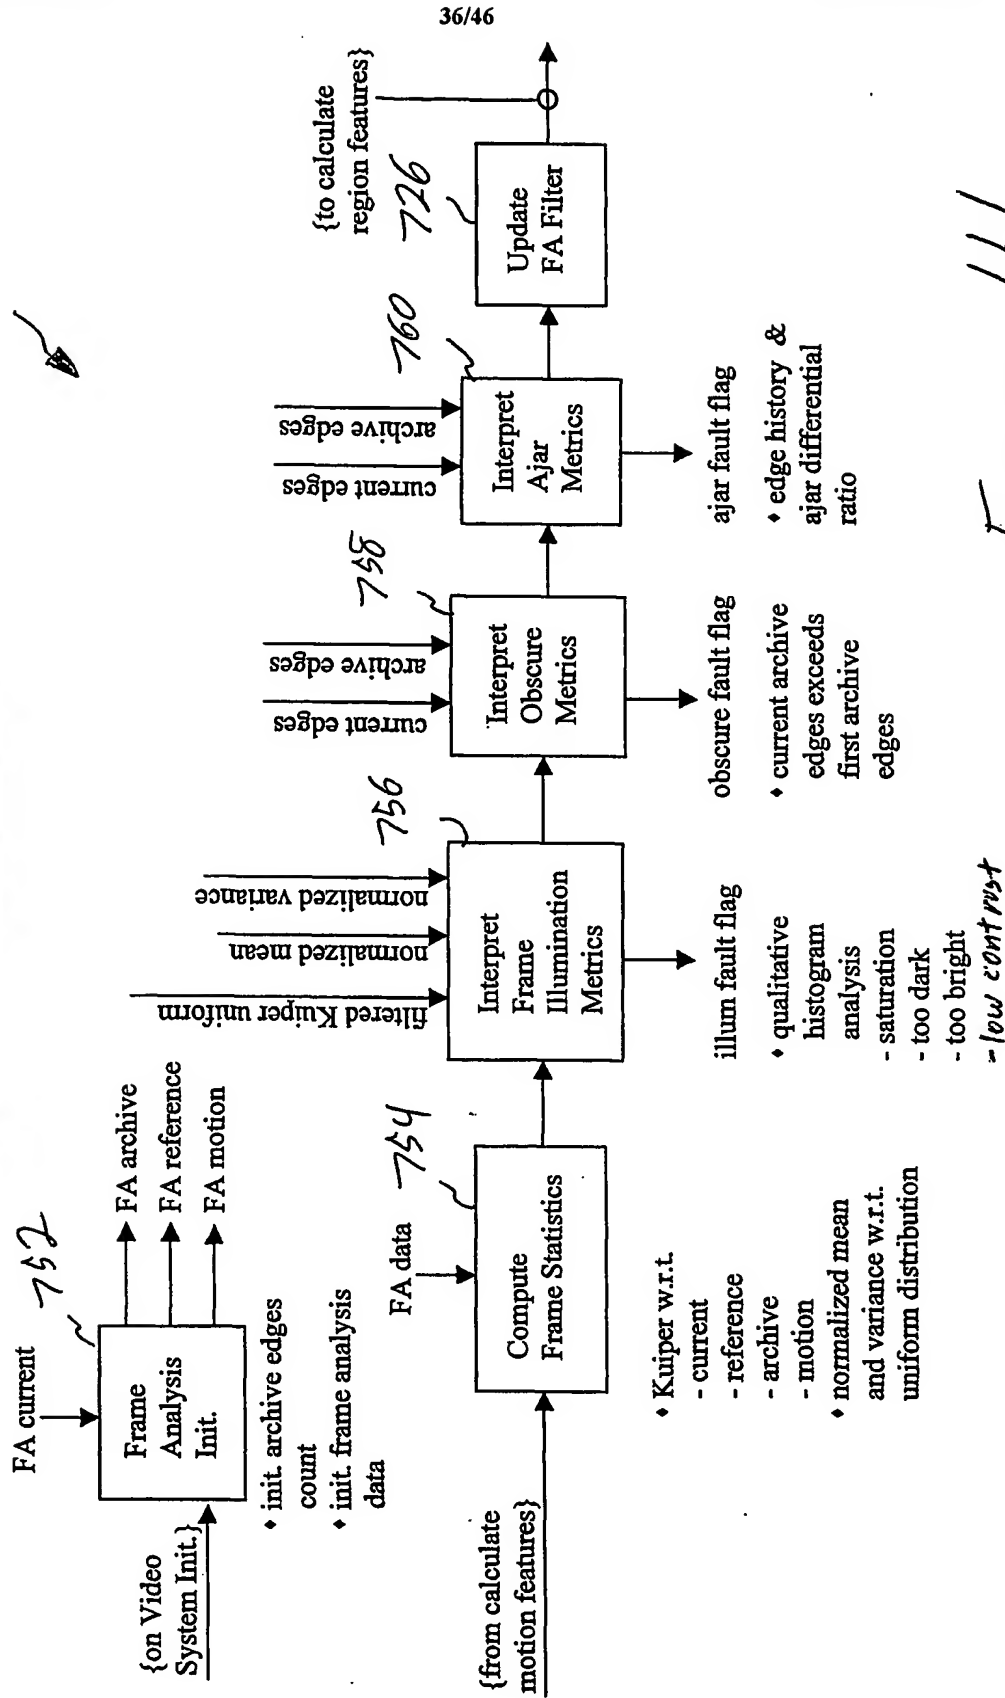 36/46
FA current
752
{on Video
System Init.}
Frame
Analysis
Init.
FA archive
FA reference
FA motion
♦ init. archive edges
count
♦ init. frame analysis
data
{from calculate
motion features}
FA data
754
Compute
Frame Statistics
♦ Kuiper w.r.t.
- current
- reference
- archive
- motion
♦ normalized mean
and variance w.r.t.
uniform distribution
filtered Kuiper uniform
normalized mean
normalized variance
756
Interpret
Frame
Illumination
Metrics
illum fault flag
♦ qualitative
histogram
analysis
- saturation
- too dark
- too bright
- low contrast
current edges
archive edges
758
Interpret
Obscure
Metrics
obscure fault flag
♦ current archive
edges exceeds
first archive
edges
current edges
archive edges
760
Interpret
Ajar
Metrics
ajar fault flag
♦ edge history &
ajar differential
ratio
726
Update
FA Filter
{to calculate
region features}